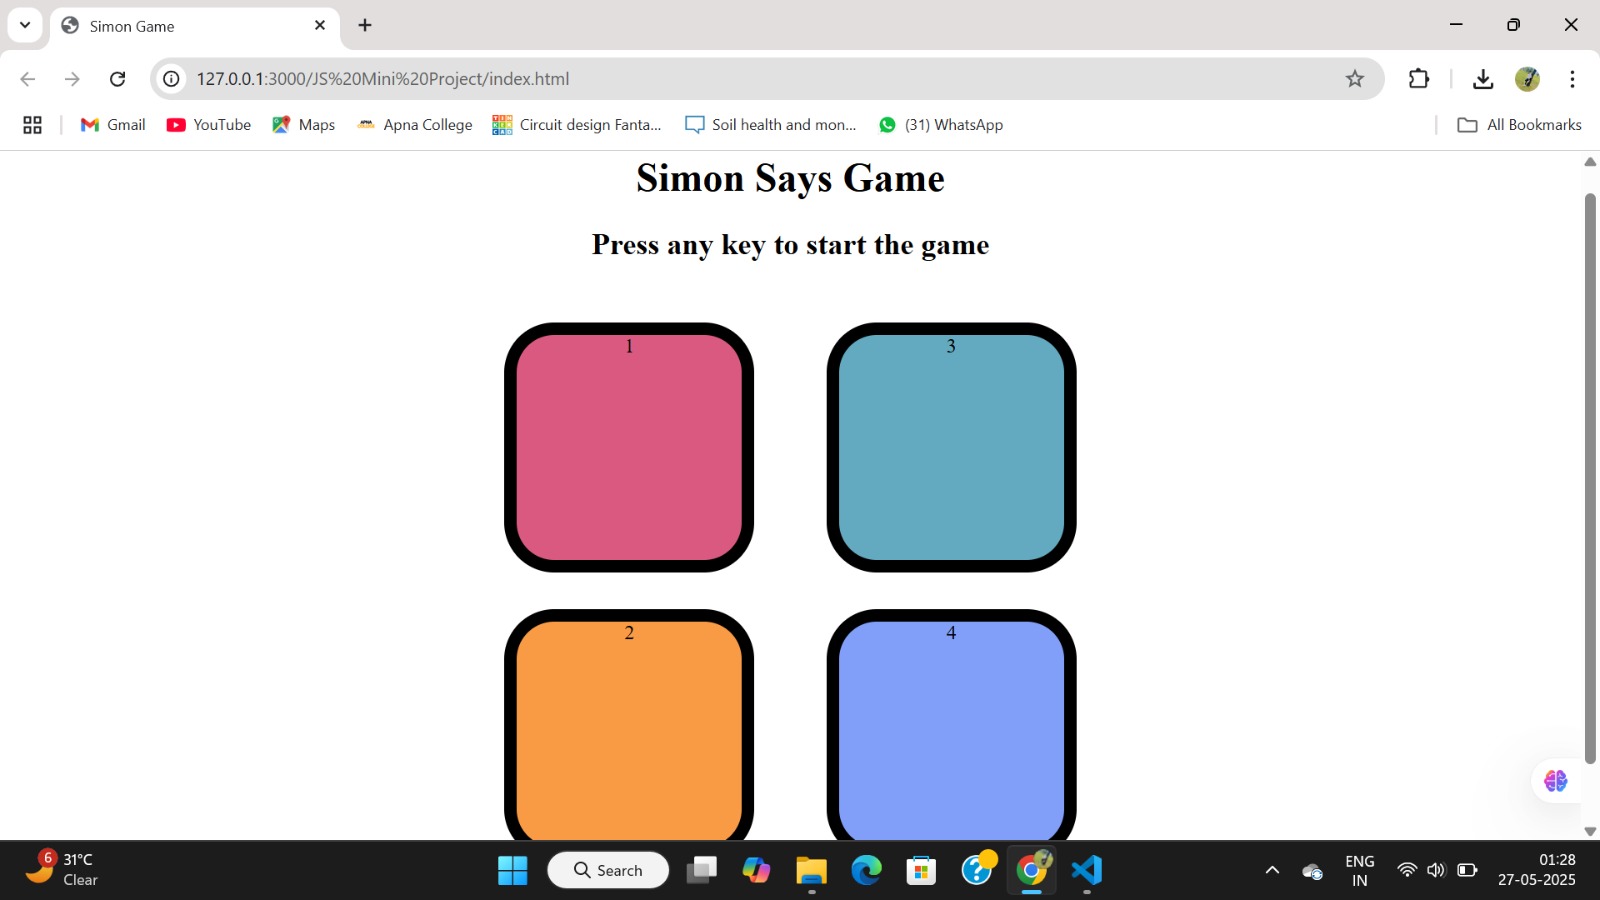 Simon Game
127.0.0.1:3000/JS%20Mini%20Project/index.html
Gmail YouTube Maps Apna College Circuit design Fanta... Soil health and mon... (31) WhatsApp All Bookmarks
Simon Says Game
Press any key to start the game
1 3
2 4
6 31°C Search ENG 01:28
Clear IN 27-05-2025